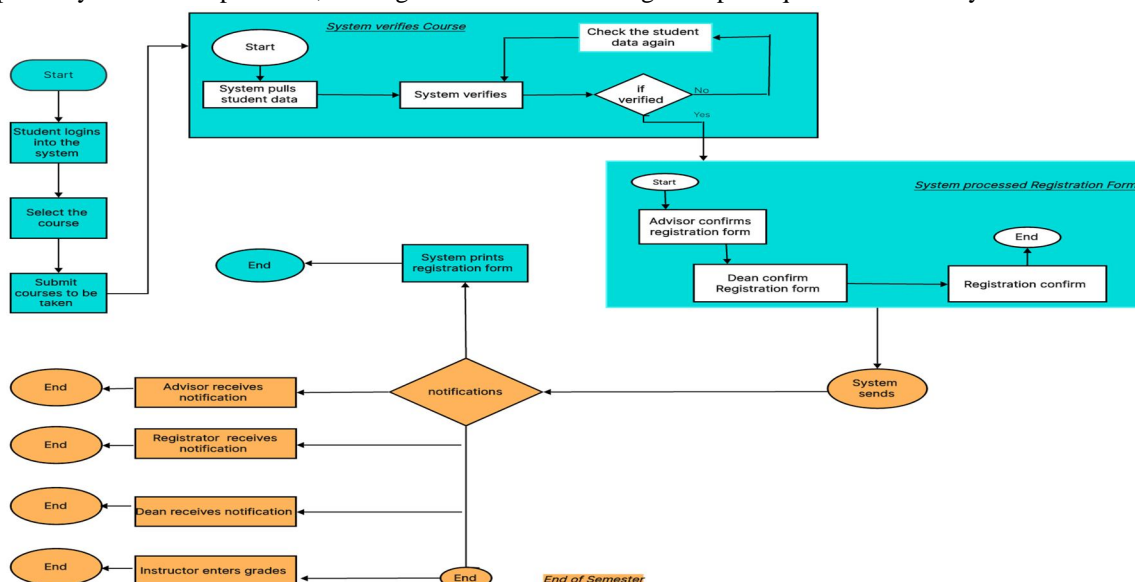 System verifies Course
Start
Check the student
data again
System pulls
student data
System verifies
if
verified
No
Yes
Start
Student logins
into the
system
Select the
course
Submit
courses to be
taken
System processed Registration Form
Start
Advisor confirms
registration form
Dean confirm
Registration form
Registration confirm
End
End
System prints
registration form
System
sends
notifications
End
Advisor receives
notification
End
Registrator receives
notification
End
Dean receives notification
End
Instructor enters grades
End
End of Semester